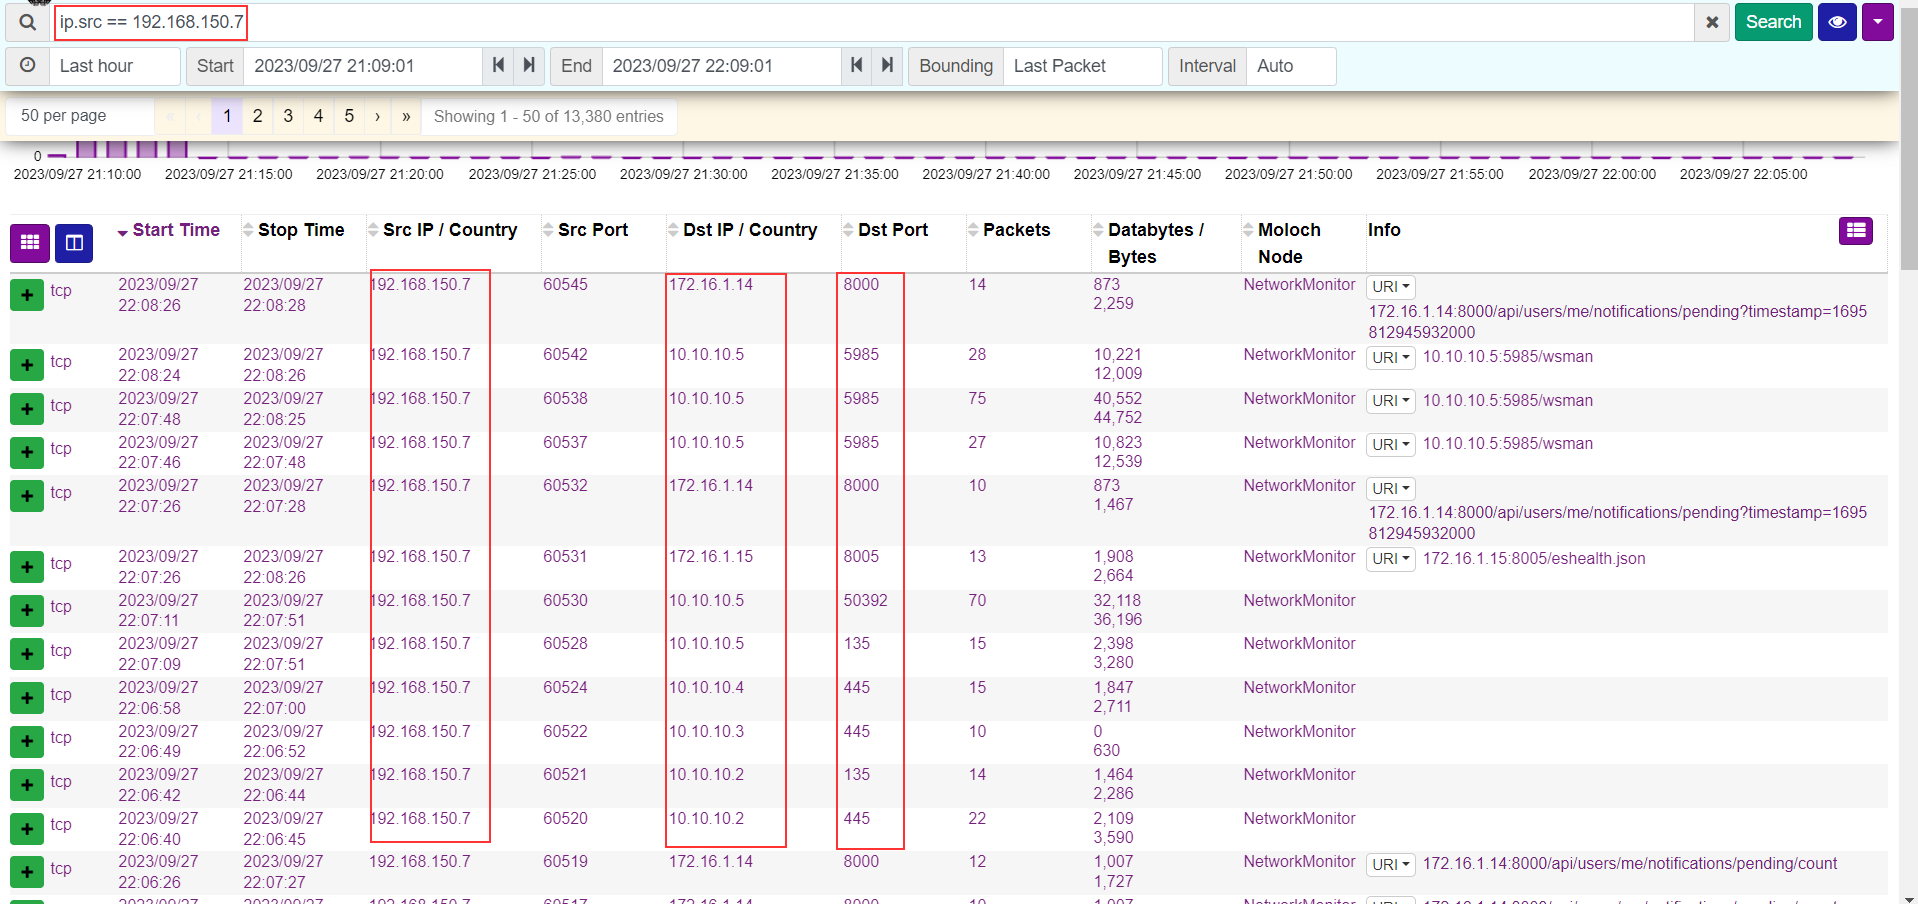 ip.src == 192.168.150.7 Search
Last hour Start 2023/09/27 21:09:01 End 2023/09/27 22:09:01 Bounding Last Packet Interval Auto
50 per page « ‹ 1 2 3 4 5 › » Showing 1 - 50 of 13,380 entries
0
2023/09/27 21:10:00 2023/09/27 21:15:00 2023/09/27 21:20:00 2023/09/27 21:25:00 2023/09/27 21:30:00 2023/09/27 21:35:00 2023/09/27 21:40:00 2023/09/27 21:45:00 2023/09/27 21:50:00 2023/09/27 21:55:00 2023/09/27 22:00:00 2023/09/27 22:05:00
Start Time Stop Time Src IP / Country Src Port Dst IP / Country Dst Port Packets Databytes / Moloch Info
Bytes Node
tcp 2023/09/27 2023/09/27 192.168.150.7 60545 172.16.1.14 8000 14 873 NetworkMonitor URI
22:08:26 22:08:28 2,259 172.16.1.14:8000/api/users/me/notifications/pending?timestamp=1695
812945932000
tcp 2023/09/27 2023/09/27 192.168.150.7 60542 10.10.10.5 5985 28 10,221 NetworkMonitor URI 10.10.10.5:5985/wsman
22:08:24 22:08:26 12,009
tcp 2023/09/27 2023/09/27 192.168.150.7 60538 10.10.10.5 5985 75 40,552 NetworkMonitor URI 10.10.10.5:5985/wsman
22:07:48 22:08:25 44,752
tcp 2023/09/27 2023/09/27 192.168.150.7 60537 10.10.10.5 5985 27 10,823 NetworkMonitor URI 10.10.10.5:5985/wsman
22:07:46 22:07:48 12,539
tcp 2023/09/27 2023/09/27 192.168.150.7 60532 172.16.1.14 8000 10 873 NetworkMonitor URI
22:07:26 22:07:28 1,467 172.16.1.14:8000/api/users/me/notifications/pending?timestamp=1695
812945932000
tcp 2023/09/27 2023/09/27 192.168.150.7 60531 172.16.1.15 8005 13 1,908 NetworkMonitor URI 172.16.1.15:8005/eshealth.json
22:07:26 22:08:26 2,664
tcp 2023/09/27 2023/09/27 192.168.150.7 60530 10.10.10.5 50392 70 32,118 NetworkMonitor
22:07:11 22:07:51 36,196
tcp 2023/09/27 2023/09/27 192.168.150.7 60528 10.10.10.5 135 15 2,398 NetworkMonitor
22:07:09 22:07:51 3,280
tcp 2023/09/27 2023/09/27 192.168.150.7 60524 10.10.10.4 445 15 1,847 NetworkMonitor
22:06:58 22:07:00 2,711
tcp 2023/09/27 2023/09/27 192.168.150.7 60522 10.10.10.3 445 10 0 NetworkMonitor
22:06:49 22:06:52 630
tcp 2023/09/27 2023/09/27 192.168.150.7 60521 10.10.10.2 135 14 1,464 NetworkMonitor
22:06:42 22:06:44 2,286
tcp 2023/09/27 2023/09/27 192.168.150.7 60520 10.10.10.2 445 22 2,109 NetworkMonitor
22:06:40 22:06:45 3,590
tcp 2023/09/27 2023/09/27 192.168.150.7 60519 172.16.1.14 8000 12 1,007 NetworkMonitor URI 172.16.1.14:8000/api/users/me/notifications/pending/count
22:06:26 22:07:27 1,727